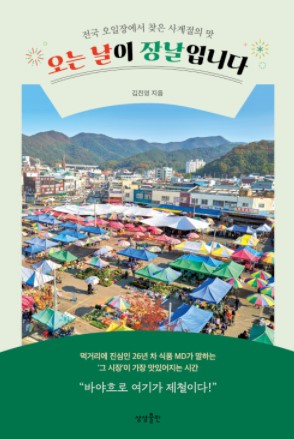 전국 오일장에서 찾은 사계절의 맛
오는 날이 장날입니다
김진영 지음
먹거리에 진심인 26년 차 식품 MD가 말하는
‘그 시장’이 가장 맛있어지는 시간
“바야흐로 여기가 제철이다!”
상상출판